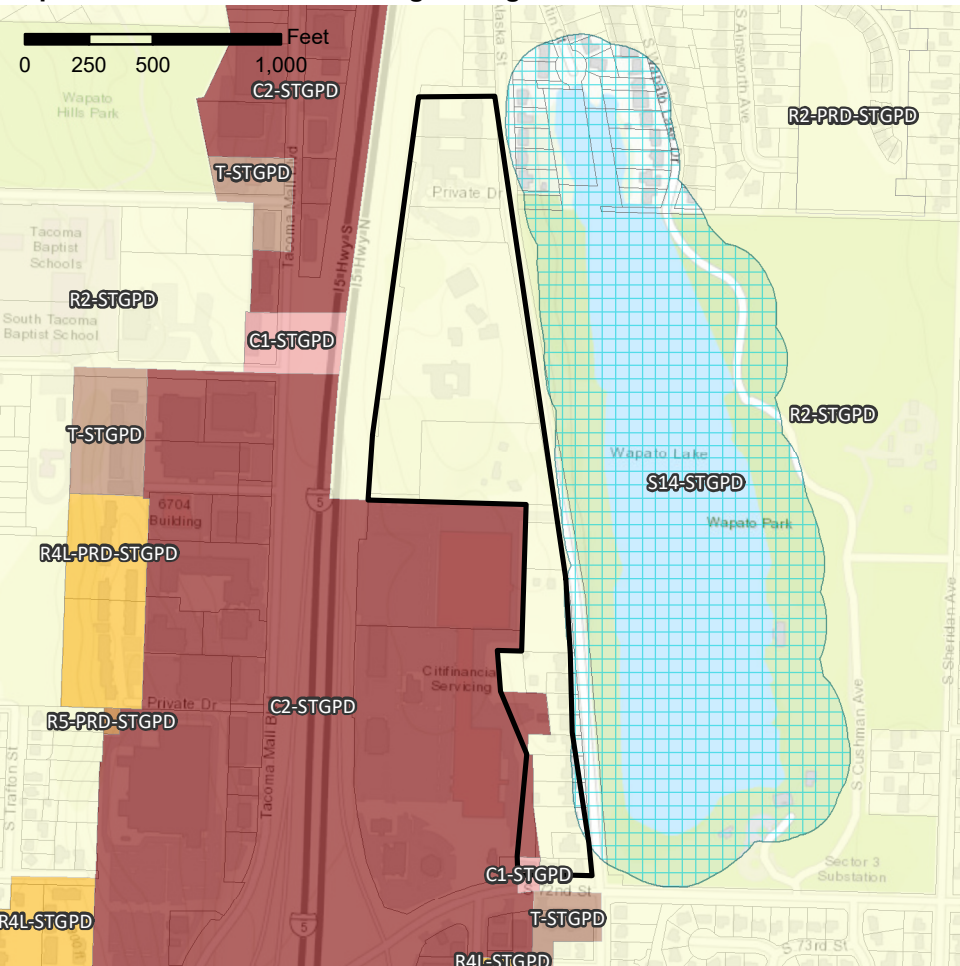 Feet
0 250 500 1,000
C2-STGPD
Wapato
Hills Park
T-STGPD
Tacoma Mall Blvd
I5 Hwy S
I5 Hwy N
Private Dr
S Ainsworth Ave
R2-PRD-STGPD
Tacoma
Baptist
Schools
R2-STGPD
South Tacoma
Baptist School
C1-STGPD
T-STGPD
R2-STGPD
Wapato Lake
S14-STGPD
Wapato Park
5
6704
Building
R4L-PRD-STGPD
Citifinancial
Servicing
Private Dr
C2-STGPD
R5-PRD-STGPD
S Trafton St
S Sheridan Ave
S Cushman Ave
Sector 3
Substation
C1-STGPD
S 72nd St
T-STGPD
R4L-STGPD
5
S 73rd St
R4L-STGPD